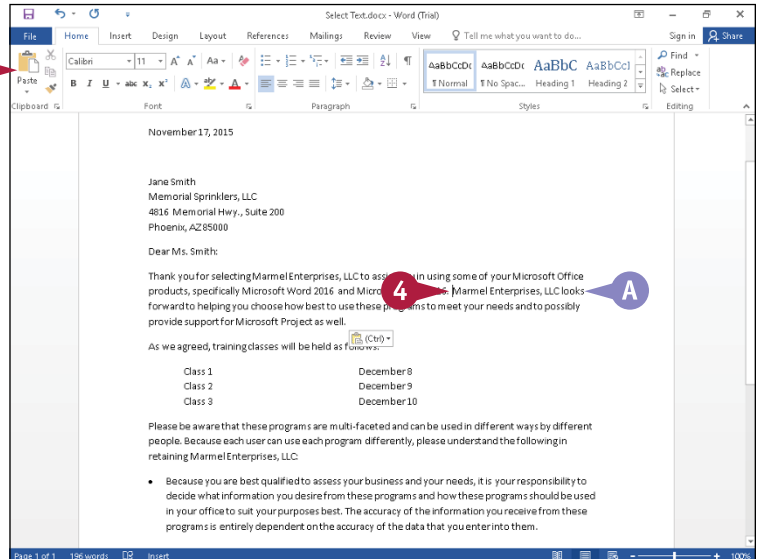 Select Text.docx - Word (Trial)
File Home Insert Design Layout References Mailings Review View Tell me what you want to do... Sign in Share
Paste
Calibri 11 A A Aa
B I U abc X₂ X² A A
¶
AaBbCcDc AaBbCcDc AaBbC AaBbCcI
¶ Normal ¶ No Spac... Heading 1 Heading 2
Find
Replace
Select
Clipboard Font Paragraph Styles Editing
November 17, 2015
Jane Smith
Memorial Sprinklers, LLC
4816 Memorial Hwy., Suite 200
Phoenix, AZ 85000
Dear Ms. Smith:
Thank you for selecting Marmel Enterprises, LLC to in using some of your Microsoft Office
products, specifically Microsoft Word 2016 and 4 Marmel Enterprises, LLC looks A
forward to helping you choose how best to use these to meet your needs and to possibly
provide support for Microsoft Project as well.
(Ctrl)
As we agreed, training classes will be held as follows:
Class 1 December 8
Class 2 December 9
Class 3 December 10
Please be aware that these programs are multi-faceted and can be used in different ways by different
people. Because each user can use each program differently, please understand the following in
retaining Marmel Enterprises, LLC:
• Because you are best qualified to assess your business and your needs, it is your responsibility to
decide what information you desire from these programs and how these programs should be used
in your office to suit your purposes best. The accuracy of the information you receive from these
programs is entirely dependent on the accuracy of the data that you enter into them.
Page 1 of 1 196 words Insert 100%